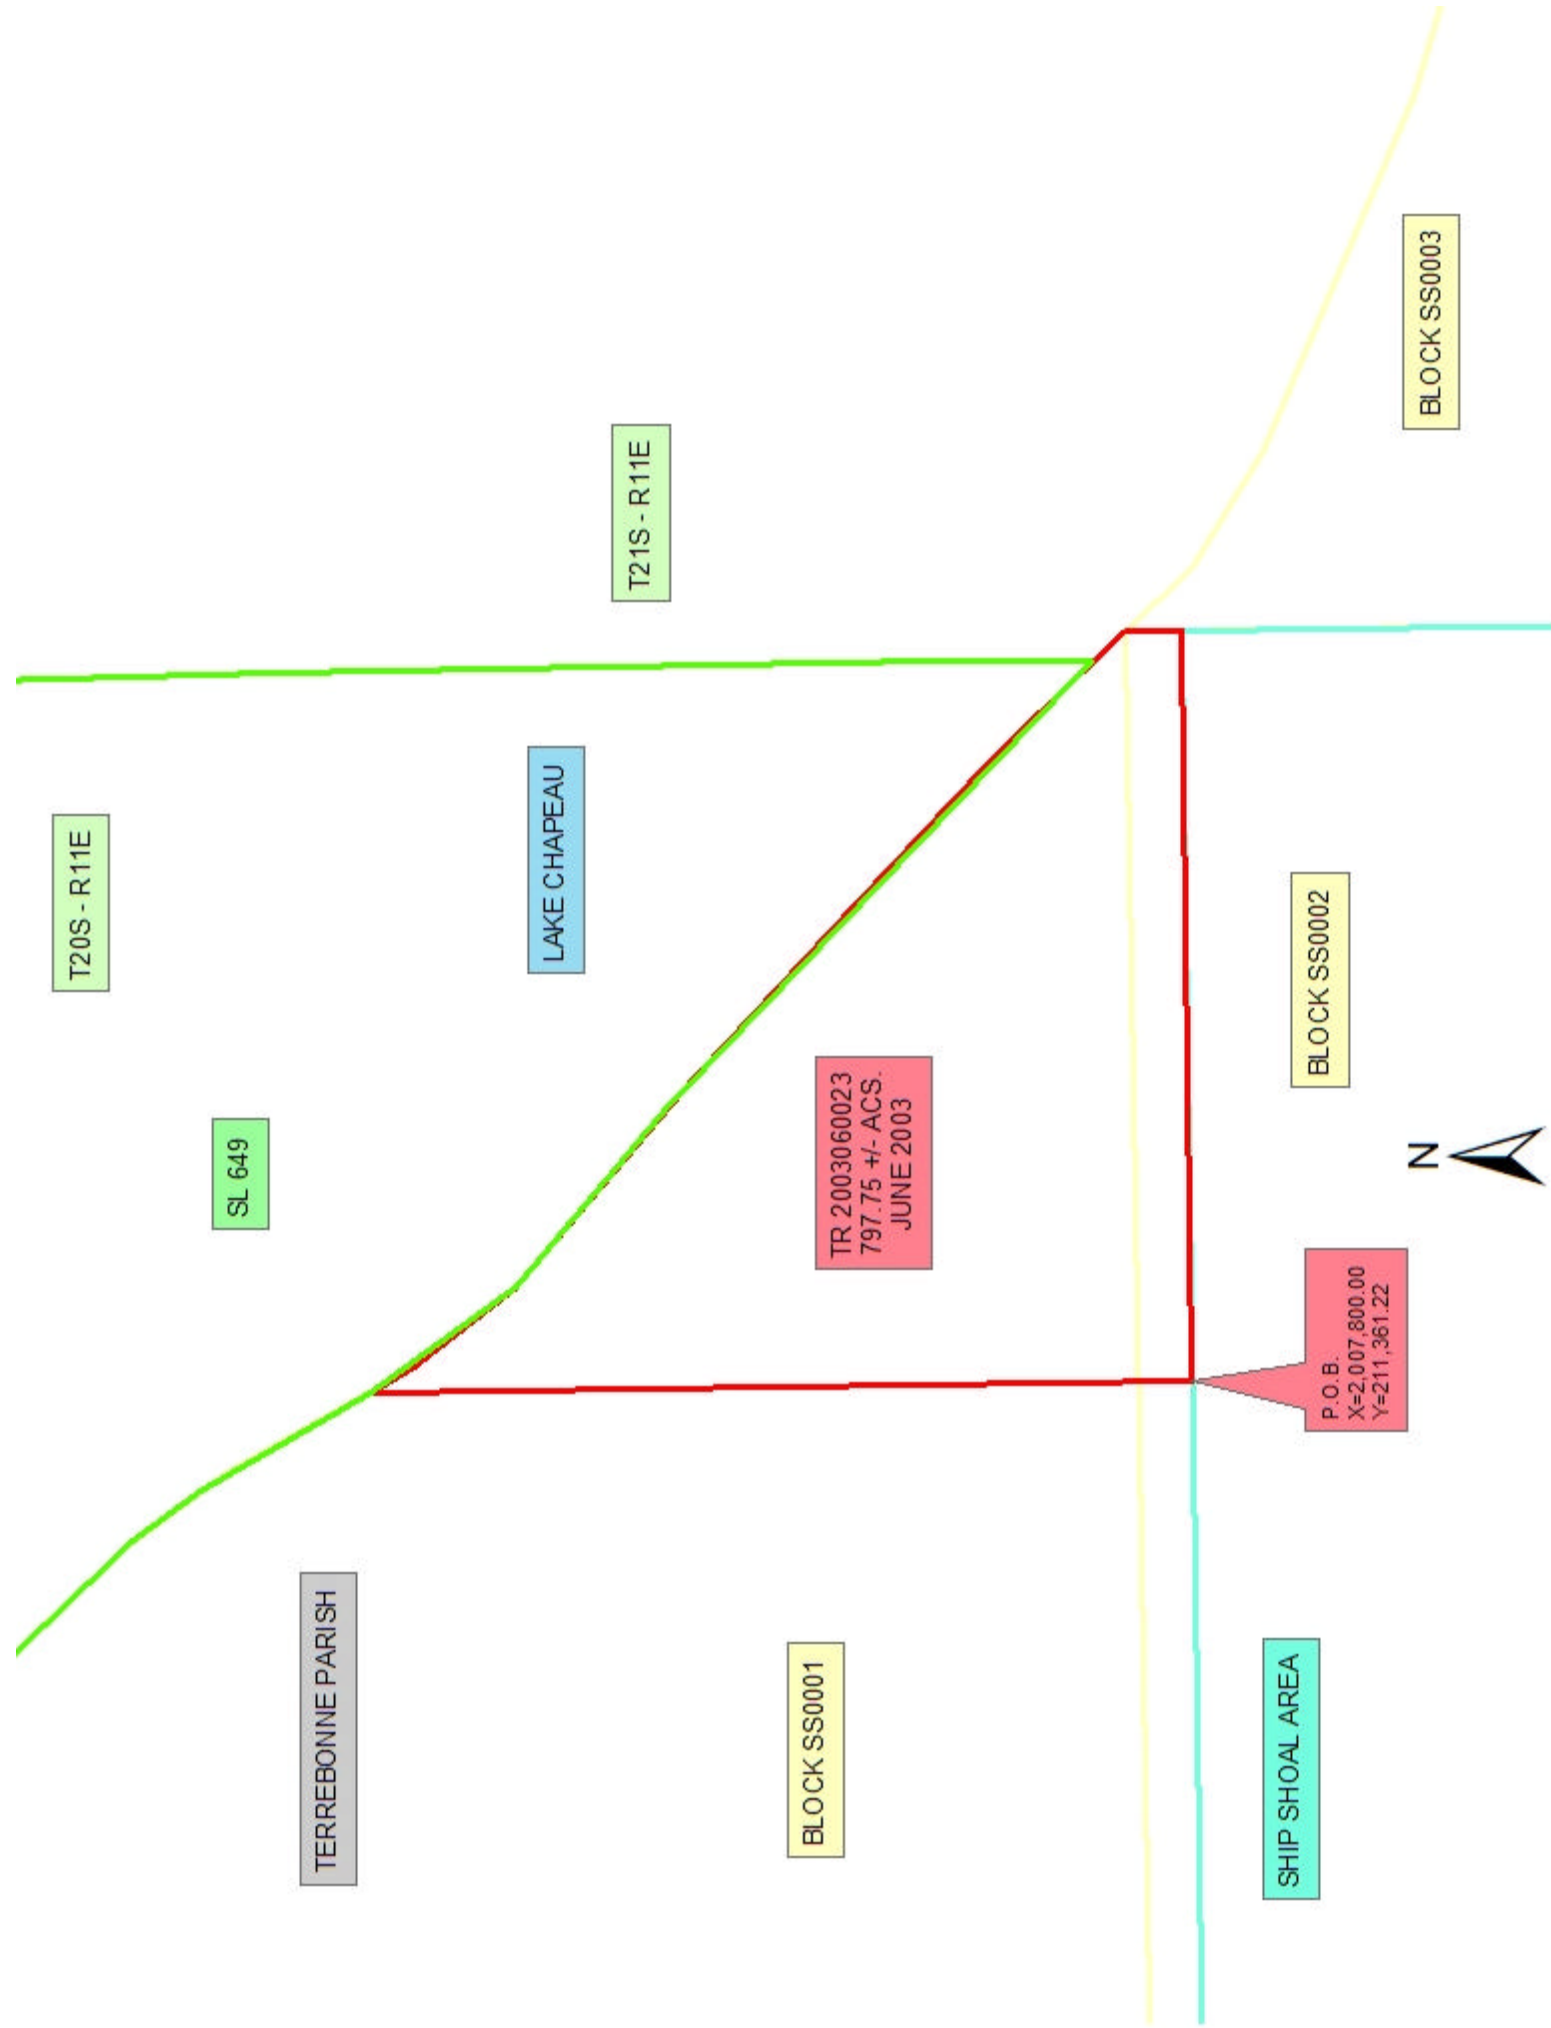 T20S - R11E
SL 649
TERREBONNE PARISH
LAKE CHAPEAU
T21S - R11E
BLOCK SS0001
TR 2003060023
797.75 +/- ACS.
JUNE 2003
SHIP SHOAL AREA
BLOCK SS0002
P.O.B.
X=2,007,800.00
Y=211,361.22
N
BLOCK SS0003